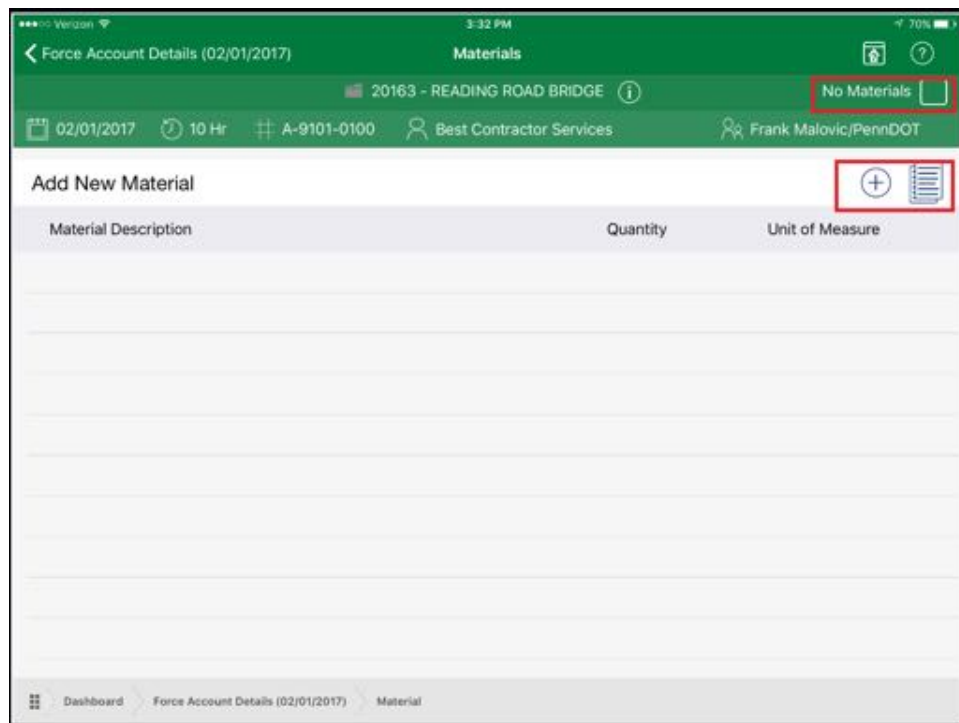 Verizon 3:32 PM 70%
Force Account Details (02/01/2017) Materials
20163 - READING ROAD BRIDGE No Materials
02/01/2017 10 Hr A-9101-0100 Best Contractor Services Frank Malovic/PennDOT
Add New Material
Material Description Quantity Unit of Measure
Dashboard Force Account Details (02/01/2017) Material